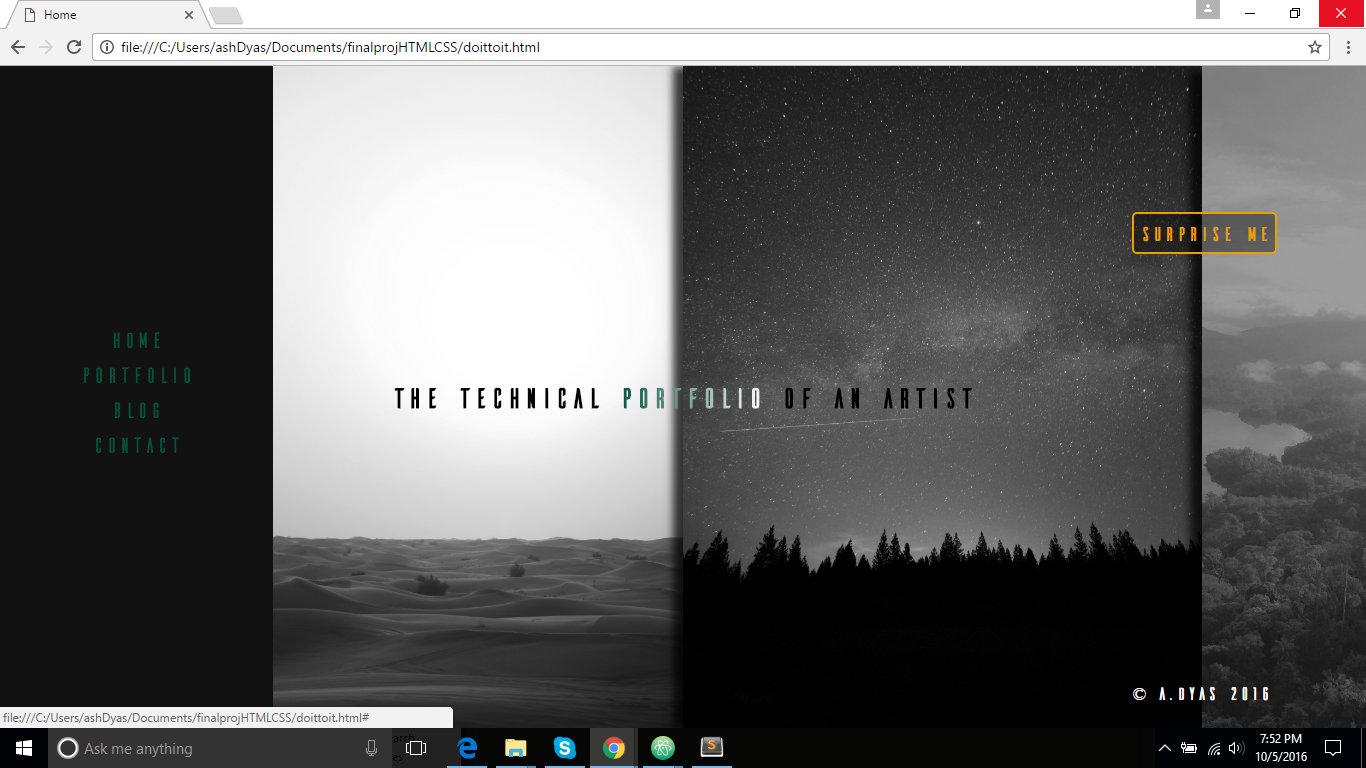 Home
file:///C:/Users/ashDyas/Documents/finalprojHTMLCSS/doittoit.html
SURPRISE ME
HOME
PORTFOLIO
BLOG
CONTACT
THE TECHNICAL PORTFOLIO OF AN ARTIST
© A.DYAS 2016
file:///C:/Users/ashDyas/Documents/finalprojHTMLCSS/doittoit.html#
Ask me anything
7:52 PM
10/5/2016